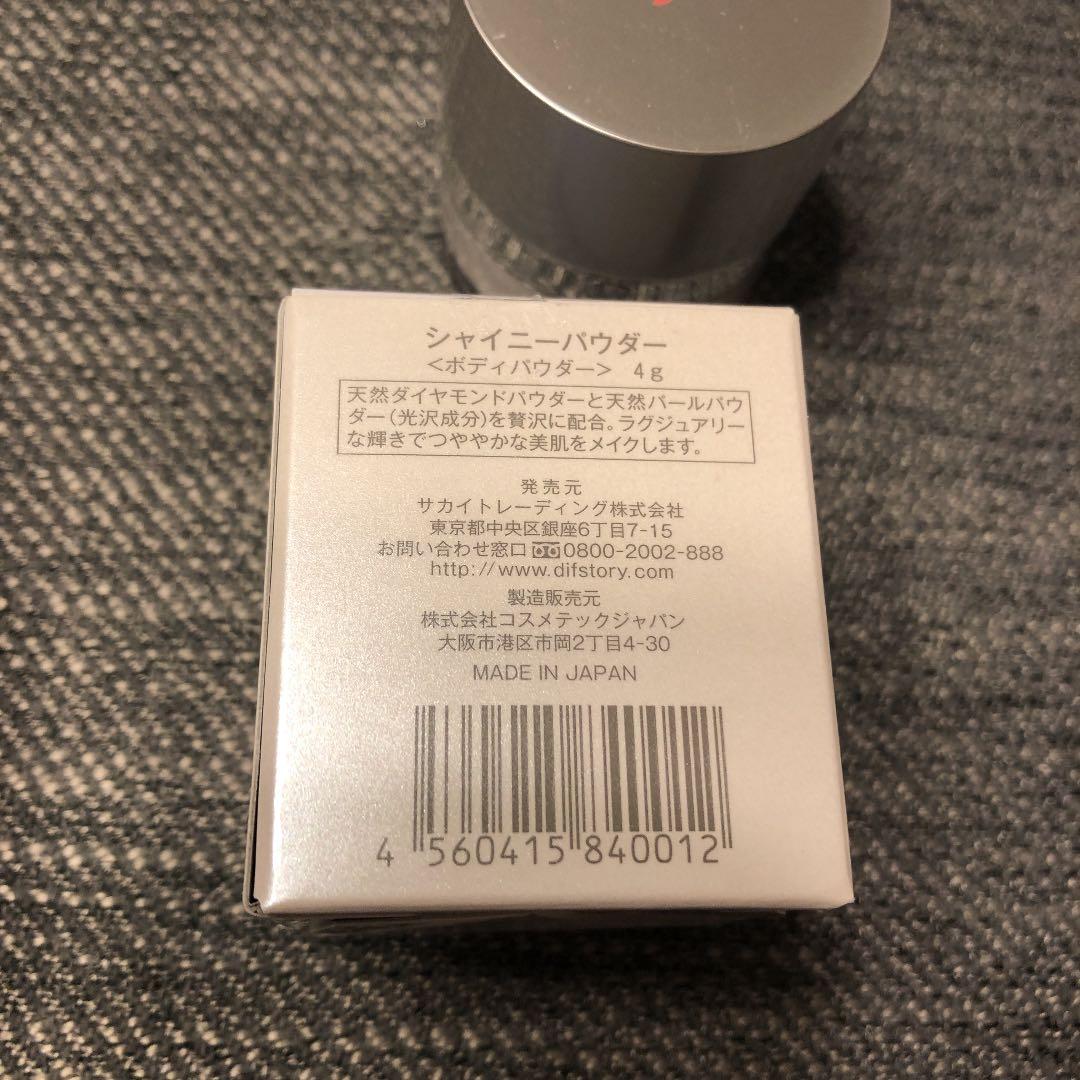 シャイニーパウダー
<ボディパウダー> 4g
天然ダイヤモンドパウダーと天然パールパウ
ダー(光沢成分)を贅沢に配合。ラグジュアリー
な輝きでつややかな美肌をメイクします。
発売元
サカイトレーディング株式会社
東京都中央区銀座6丁目7-15
お問い合わせ窓口 0800-2002-888
http://www.difstory.com
製造販売元
株式会社コスメテックジャパン
大阪市港区市岡2丁目4-30
MADE IN JAPAN
4 560415 840012